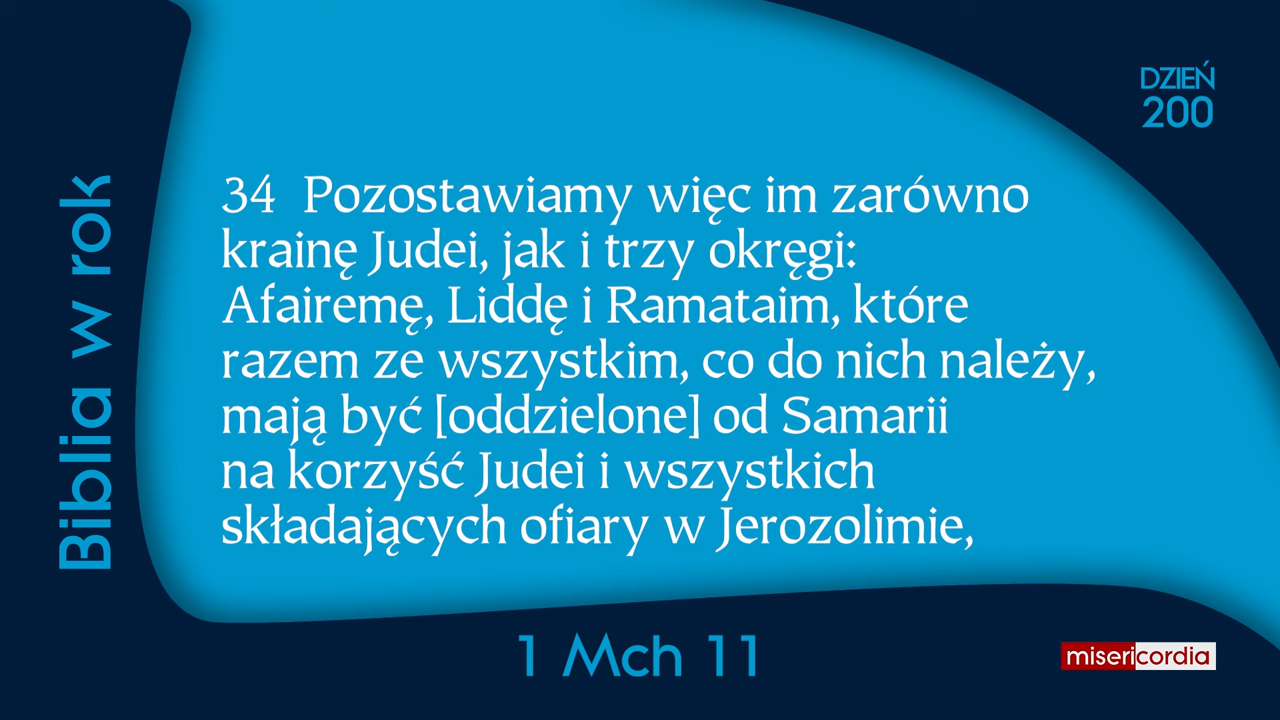 DZIEŃ
200
Biblia w rok
34 Pozostawiamy więc im zarówno
krainę Judei, jak i trzy okręgi:
Afairemę, Liddę i Ramataim, które
razem ze wszystkim, co do nich należy,
mają być [oddzielone] od Samarii
na korzyść Judei i wszystkich
składających ofiary w Jerozolimie,
1 Mch 11
misericordia